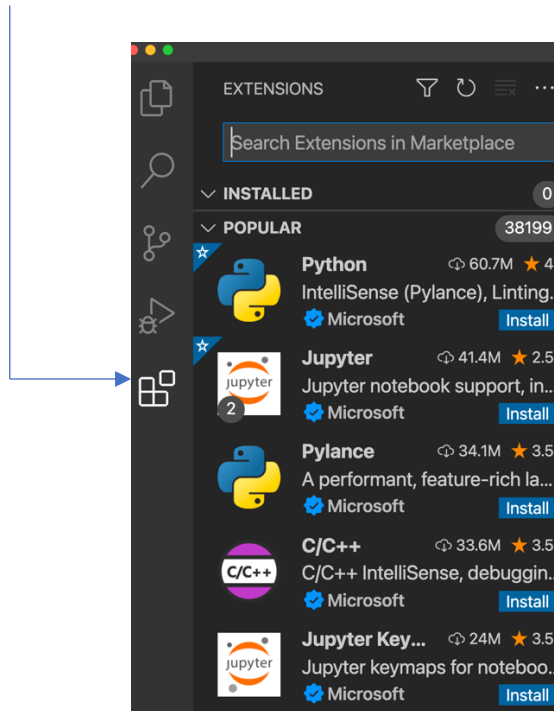 EXTENSIONS
Search Extensions in Marketplace
INSTALLED 0
POPULAR 38199
Python 60.7M ★ 4
IntelliSense (Pylance), Linting.
Microsoft Install
jupyter
2
Jupyter 41.4M ★ 2.5
Jupyter notebook support, in...
Microsoft Install
Pylance 34.1M ★ 3.5
A performant, feature-rich la...
Microsoft Install
C/C++
C/C++ 33.6M ★ 3.5
C/C++ IntelliSense, debuggin..
Microsoft Install
jupyter
Jupyter Key... 24M ★ 3.5
Jupyter keymaps for noteboo..
Microsoft Install